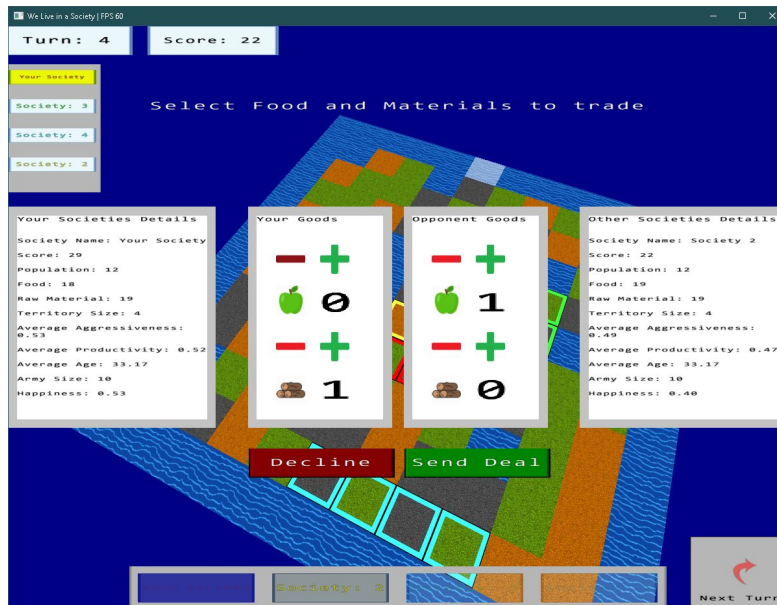 We Live in a Society | FPS 60
Turn: 4
Score: 22
Your Society
Society: 3
Society: 4
Society: 2
Select Food and Materials to trade
Your Societies Details
Society Name: Your Society
Score: 29
Population: 12
Food: 18
Raw Material: 19
Territory Size: 4
Average Aggressiveness:
0.53
Average Productivity: 0.52
Average Age: 33.17
Army Size: 10
Happiness: 0.53
Your Goods
0
1
Opponent Goods
1
0
Other Societies Details
Society Name: Society 2
Score: 22
Population: 12
Food: 19
Raw Material: 19
Territory Size: 4
Average Aggressiveness:
0.49
Average Productivity: 0.47
Average Age: 33.17
Army Size: 10
Happiness: 0.40
Decline
Send Deal
Society:
Next Turn